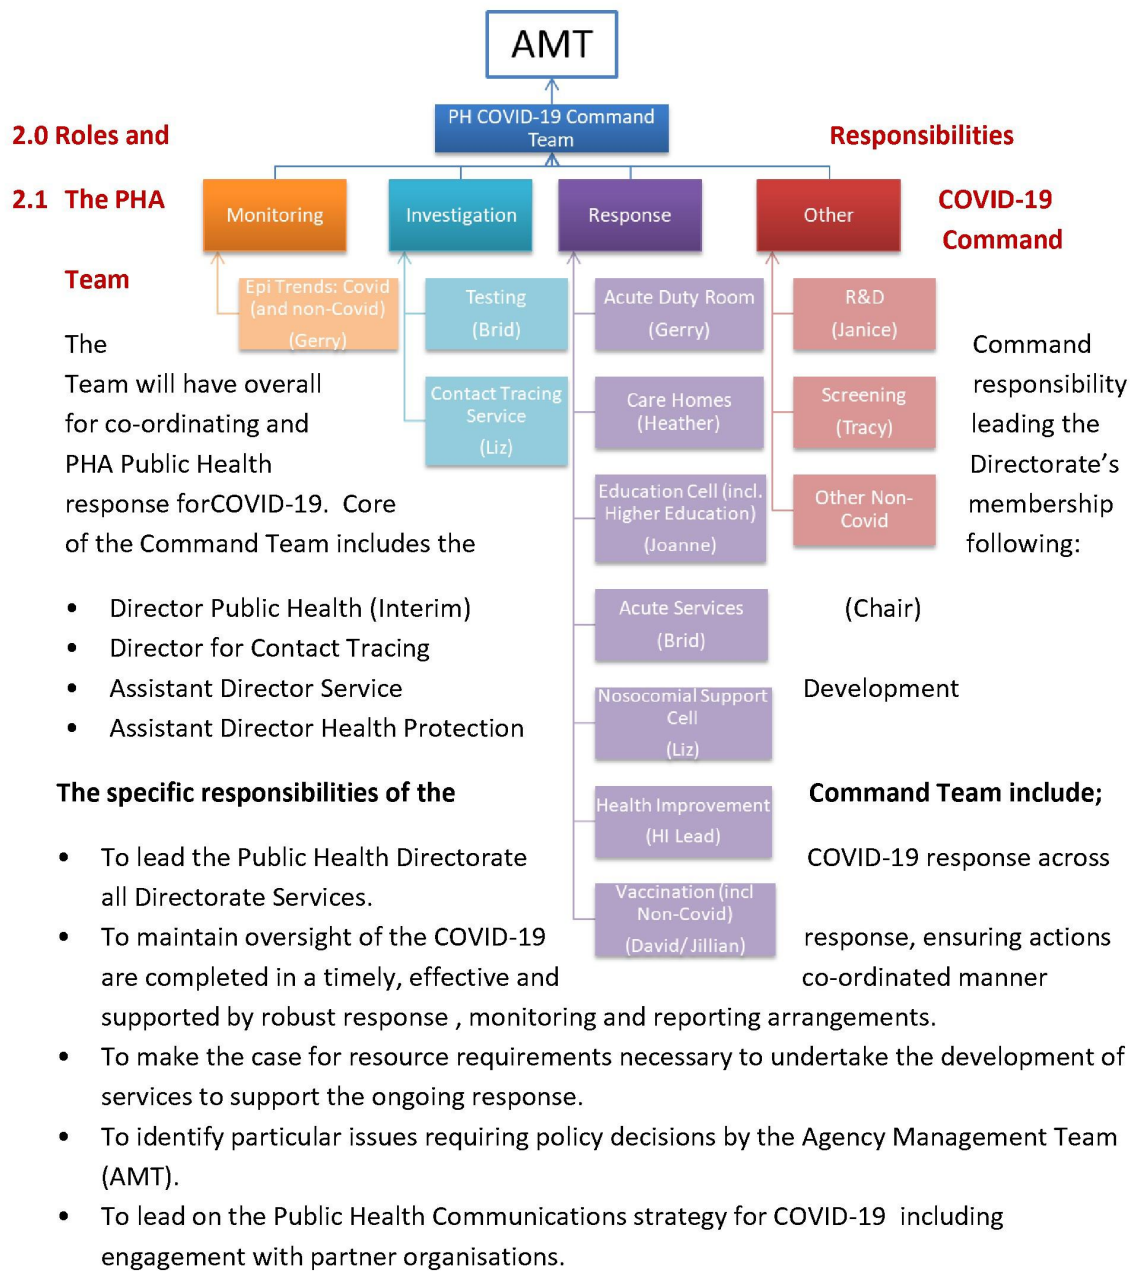 AMT
PH COVID-19 Command
Team
2.0 Roles and Responsibilities
2.1 The PHA COVID-19
Command
Team
Monitoring
Investigation
Response
Other
Epi Trends: Covid
(and non-Covid)
(Gerry)
Testing
(Brid)
Contact Tracing
Service
(Liz)
Acute Duty Room
(Gerry)
Care Homes
(Heather)
Education Cell (incl.
Higher Education)
(Joanne)
Acute Services
(Brid)
Nosocomial Support
Cell
(Liz)
Health Improvement
(HI Lead)
Vaccination (incl
Non-Covid)
(David/ Jillian)
R&D
(Janice)
Screening
(Tracy)
Other Non-
Covid
The Command
Team will have overall responsibility
for co-ordinating and leading the
PHA Public Health Directorate’s
response forCOVID-19. Core membership
of the Command Team includes the following:
• Director Public Health (Interim) (Chair)
• Director for Contact Tracing
• Assistant Director Service Development
• Assistant Director Health Protection
The specific responsibilities of the Command Team include;
• To lead the Public Health Directorate COVID-19 response across
all Directorate Services.
• To maintain oversight of the COVID-19 response, ensuring actions
are completed in a timely, effective and co-ordinated manner
supported by robust response , monitoring and reporting arrangements.
• To make the case for resource requirements necessary to undertake the development of
services to support the ongoing response.
• To identify particular issues requiring policy decisions by the Agency Management Team
(AMT).
• To lead on the Public Health Communications strategy for COVID-19 including
engagement with partner organisations.